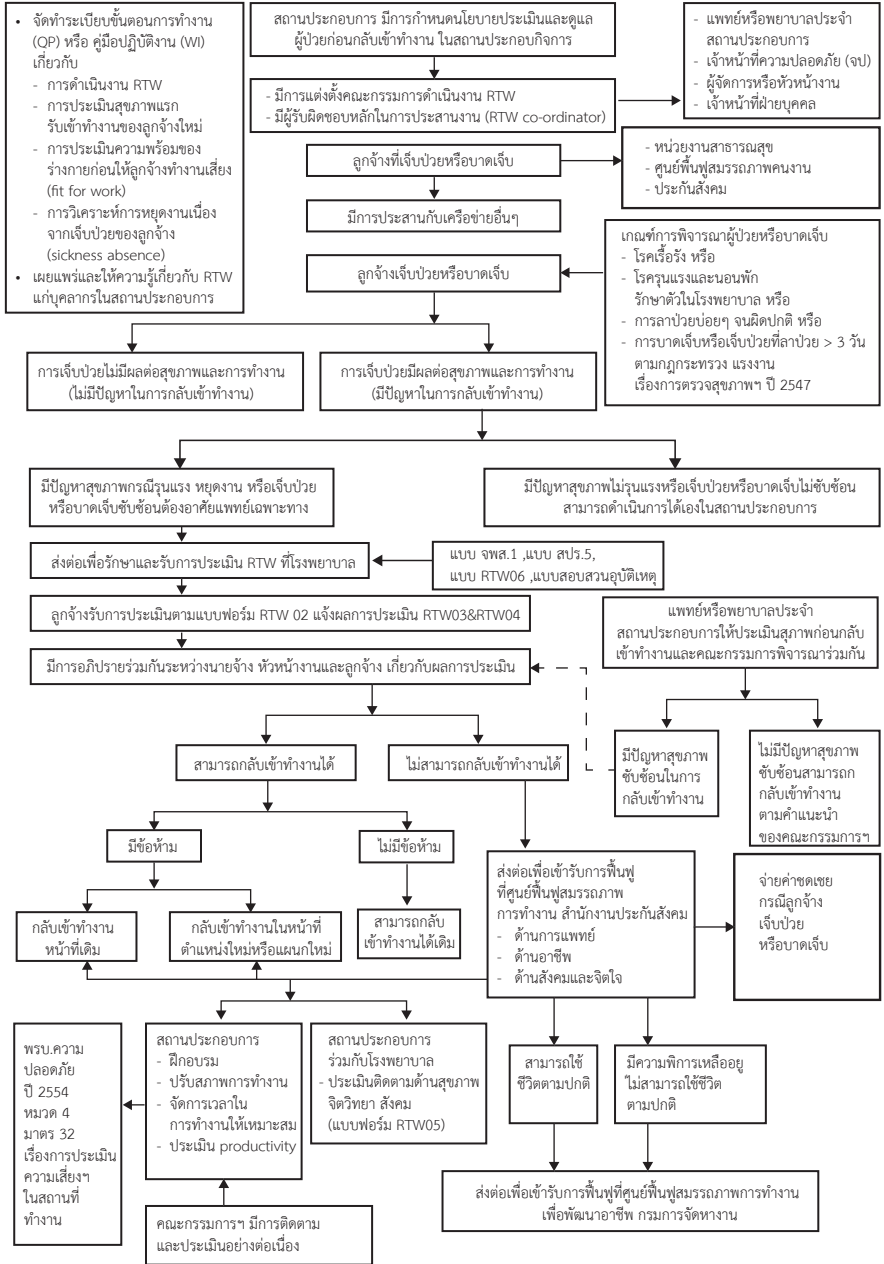 • จัดทำระเบียบขั้นตอนการทำงาน
(QP) หรือ คู่มือปฏิบัติงาน (WI)
เกี่ยวกับ
- การดำเนินงาน RTW
- การประเมินสุขภาพแรก
รับเข้าทำงานของลูกจ้างใหม่
- การประเมินความพร้อมของ
ร่างกายก่อนให้ลูกจ้างทำงานเสี่ยง
(fit for work)
- การวิเคราะห์การหยุดงานเนื่อง
จากเจ็บป่วยของลูกจ้าง
(sickness absence)
• เผยแพร่และให้ความรู้เกี่ยวกับ RTW
แก่บุคลากรในสถานประกอบการ
สถานประกอบการ มีการกำหนดนโยบายประเมินและดูแล
ผู้ป่วยก่อนกลับเข้าทำงาน ในสถานประกอบกิจการ
- มีการแต่งตั้งคณะกรรมการดำเนินงาน RTW
- มีผู้รับผิดชอบหลักในการประสานงาน (RTW co-ordinator)
- แพทย์หรือพยาบาลประจำ
สถานประกอบการ
- เจ้าหน้าที่ความปลอดภัย (จป)
- ผู้จัดการหรือหัวหน้างาน
- เจ้าหน้าที่ฝ่ายบุคคล
ลูกจ้างที่เจ็บป่วยหรือบาดเจ็บ
- หน่วยงานสาธารณสุข
- ศูนย์ฟื้นฟูสมรรถภาพคนงาน
- ประกันสังคม
มีการประสานกับเครือข่ายอื่นๆ
ลูกจ้างเจ็บป่วยหรือบาดเจ็บ
เกณฑ์การพิจารณาผู้ป่วยหรือบาดเจ็บ
- โรคเรื้อรัง หรือ
- โรครุนแรงและนอนพัก
รักษาตัวในโรงพยาบาล หรือ
- การลาป่วยบ่อยๆ จนผิดปกติ หรือ
- การบาดเจ็บหรือเจ็บป่วยที่ลาป่วย > 3 วัน
ตามกฎกระทรวง แรงงาน
เรื่องการตรวจสุขภาพฯ ปี 2547
การเจ็บป่วยไม่มีผลต่อสุขภาพและการทำงาน
(ไม่มีปัญหาในการกลับเข้าทำงาน)
การเจ็บป่วยมีผลต่อสุขภาพและการทำงาน
(มีปัญหาในการกลับเข้าทำงาน)
มีปัญหาสุขภาพกรณีรุนแรง หยุดงาน หรือเจ็บป่วย
หรือบาดเจ็บซับซ้อนต้องอาศัยแพทย์เฉพาะทาง
มีปัญหาสุขภาพไม่รุนแรงหรือเจ็บป่วยหรือบาดเจ็บไม่ซับซ้อน
สามารถดำเนินการได้เองในสถานประกอบการ
ส่งต่อเพื่อรักษาและรับการประเมิน RTW ที่โรงพยาบาล
แบบ จพส.1 ,แบบ สปร.5,
แบบ RTW06 ,แบบสอบสวนอุบัติเหตุ
ลูกจ้างรับการประเมินตามแบบฟอร์ม RTW 02 แจ้งผลการประเมิน RTW03&RTW04
แพทย์หรือพยาบาลประจำ
สถานประกอบการให้ประเมินสุภาพก่อนกลับ
เข้าทำงานและคณะกรรมการพิจารณาร่วมกัน
มีการอภิปรายร่วมกันระหว่างนายจ้าง หัวหน้างานและลูกจ้าง เกี่ยวกับผลการประเมิน
สามารถกลับเข้าทำงานได้
ไม่สามารถกลับเข้าทำงานได้
มีปัญหาสุขภาพ
ซับซ้อนในการ
กลับเข้าทำงาน
ไม่มีปัญหาสุขภาพ
ซับซ้อนสามารถก
กลับเข้าทำงาน
ตามคำแนะนำ
ของคณะกรรมการฯ
มีข้อห้าม
ไม่มีข้อห้าม
ส่งต่อเพื่อเข้ารับการฟื้นฟู
ที่ศูนย์ฟื้นฟูสมรรถภาพ
การทำงาน สำนักงานประกันสังคม
- ด้านการแพทย์
- ด้านอาชีพ
- ด้านสังคมและจิตใจ
จ่ายค่าชดเชย
กรณีลูกจ้าง
เจ็บป่วย
หรือบาดเจ็บ
กลับเข้าทำงาน
หน้าที่เดิม
กลับเข้าทำงานในหน้าที่
ตำแหน่งใหม่หรือแผนกใหม่
สามารถกลับ
เข้าทำงานได้เดิม
พรบ.ความ
ปลอดภัย
ปี 2554
หมวด 4
มาตร 32
เรื่องการประเมิน
ความเสี่ยงฯ
ในสถานที่
ทำงาน
สถานประกอบการ
- ฝึกอบรม
- ปรับสภาพการทำงาน
- จัดการเวลาใน
การทำงานให้เหมาะสม
- ประเมิน productivity
สถานประกอบการ
ร่วมกับโรงพยาบาล
- ประเมินติดตามด้านสุขภาพ
จิตวิทยา สังคม
(แบบฟอร์ม RTW05)
สามารถใช้
ชีวิตตามปกติ
มีความพิการเหลืออยู่
ไม่สามารถใช้ชีวิต
ตามปกติ
คณะกรรมการฯ มีการติดตาม
และประเมินอย่างต่อเนื่อง
ส่งต่อเพื่อเข้ารับการฟื้นฟูที่ศูนย์ฟื้นฟูสมรรถภาพการทำงาน
เพื่อพัฒนาอาชีพ กรมการจัดหางาน